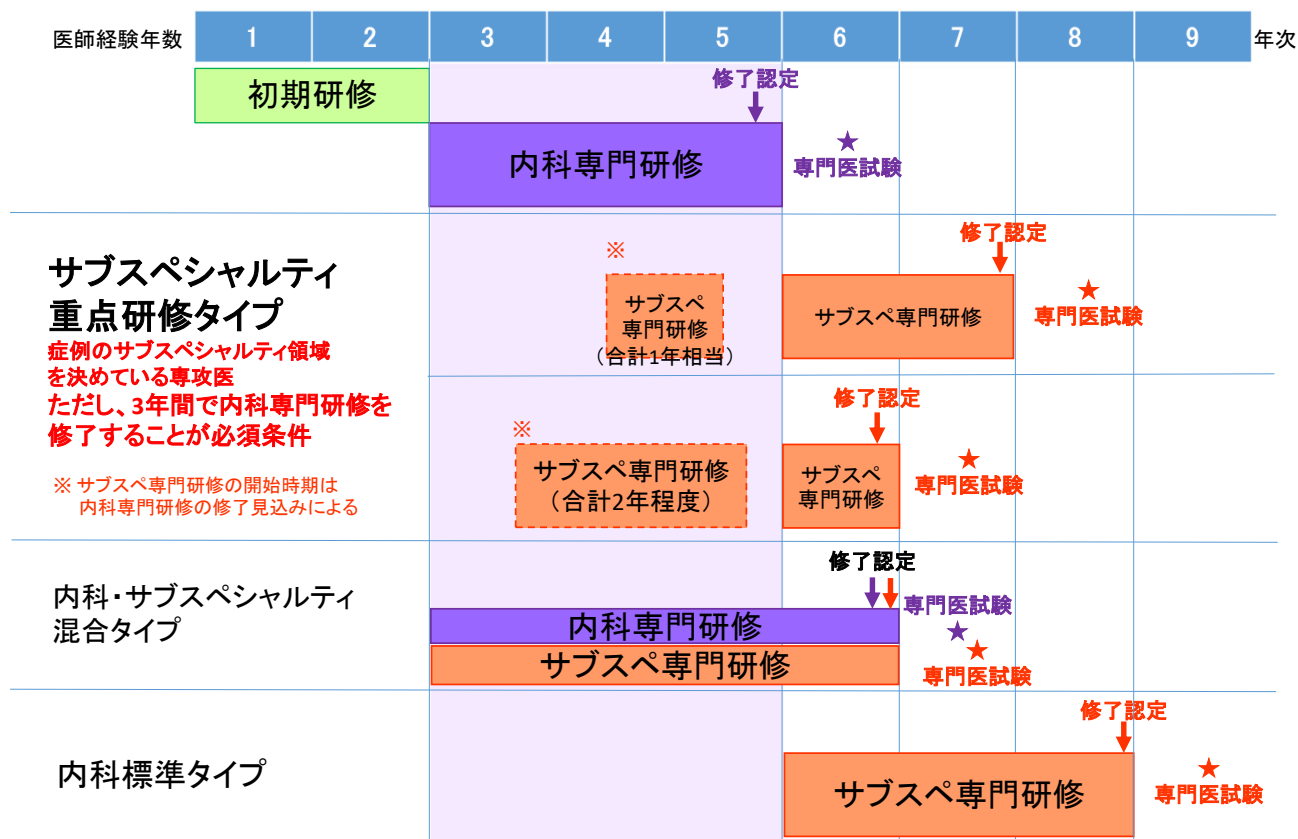 医師経験年数 1 2 3 4 5 6 7 8 9 年次
初期研修
修了認定
内科専門研修
★
専門医試験
サブスペシャルティ
重点研修タイプ
症例のサブスペシャルティ領域
を決めている専攻医
ただし、3年間で内科専門研修を
修了することが必須条件
※ サブスペ専門研修の開始時期は
内科専門研修の修了見込みによる
※
サブスペ
専門研修
（合計1年相当）
修了認定
サブスペ専門研修
★
専門医試験
※
サブスペ専門研修
（合計2年程度）
修了認定
サブスペ
専門研修
★
専門医試験
内科・サブスペシャルティ
混合タイプ
修了認定
内科専門研修
専門医試験
★
サブスペ専門研修
★
専門医試験
内科標準タイプ
修了認定
サブスペ専門研修
★
専門医試験